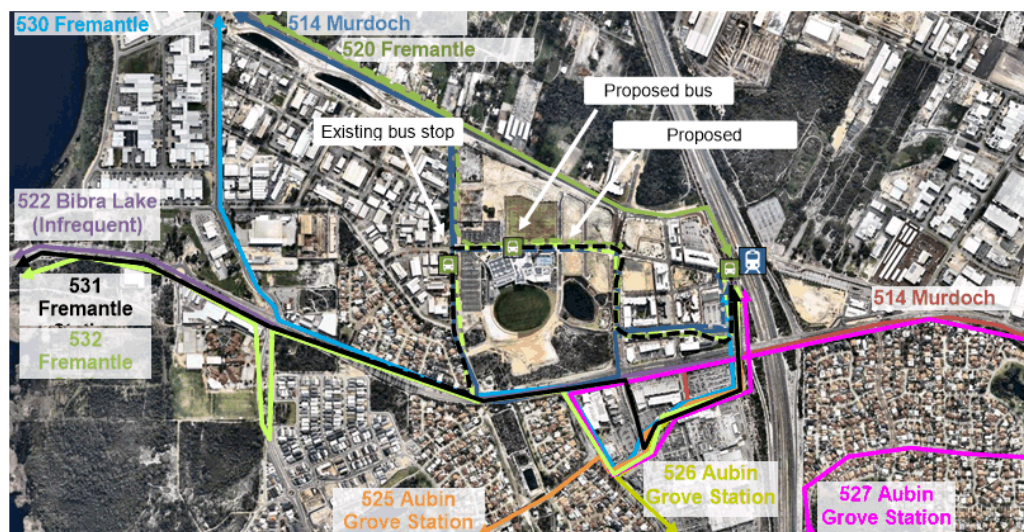 530 Fremantle
514 Murdoch
520 Fremantle
Proposed bus
Existing bus stop
Proposed
522 Bibra Lake
(Infrequent)
531
Fremantle
532
Fremantle
514 Murdoch
525 Aubin
Grove Station
526 Aubin
Grove Station
527 Aubin
Grove Station